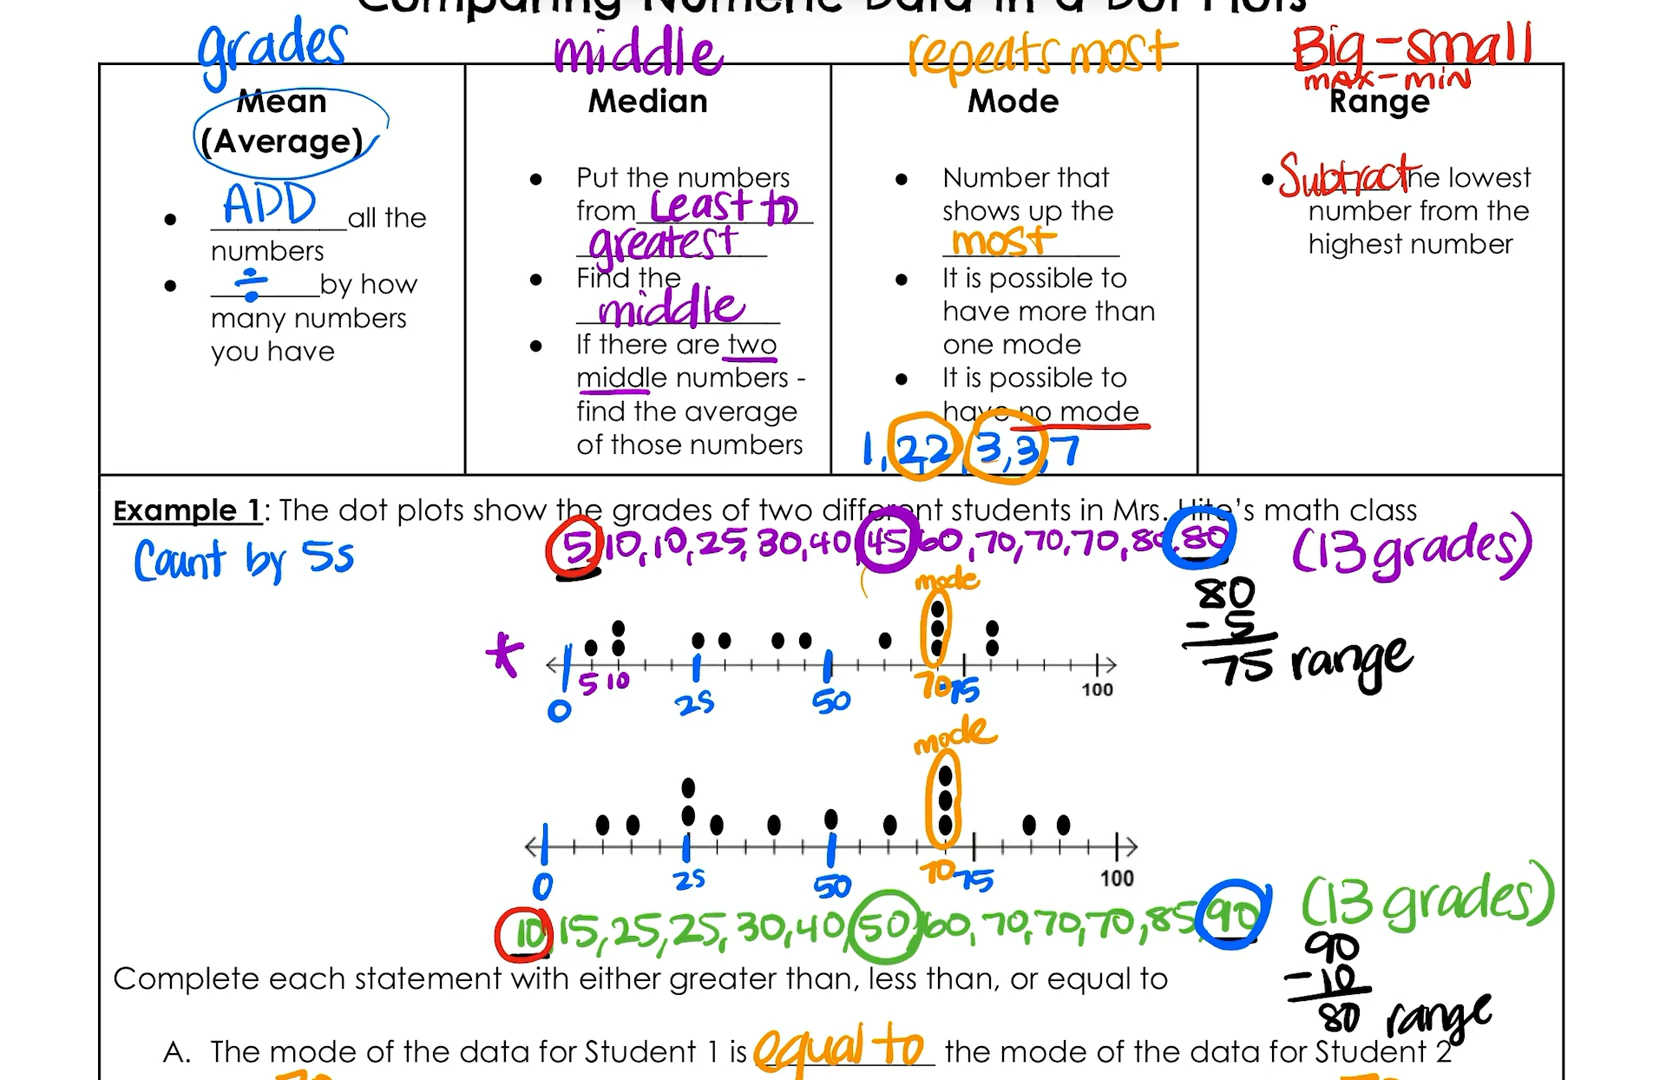 Comparing Numeric Data in a Dot Plots
grades
middle
repeats most
Big-small
max-min
Mean
(Average)
Median
Mode
Range
• ADD all the
numbers
• ÷ by how
many numbers
you have
• Put the numbers
from Least to
greatest
• Find the
middle
• If there are two
middle numbers -
find the average
of those numbers
• Number that
shows up the
most
• It is possible to
have more than
one mode
• It is possible to
have no mode
1, 2,2, 3,3, 7
• Subtract the lowest
number from the
highest number
Example 1: The dot plots show the grades of two different students in Mrs. Hite's math class
Count by 5s
5, 10, 10, 25, 30, 40, 45, 60, 70, 70, 70, 80, 80
(13 grades)
mode
80
- 5
75 range
5 10
70
100
0 25 50 75
mode
70
0 25 50 75
100
10, 15, 25, 25, 30, 40, 50, 60, 70, 70, 70, 85, 90
(13 grades)
90
-10
80 range
Complete each statement with either greater than, less than, or equal to
A. The mode of the data for Student 1 is equal to the mode of the data for Student 2